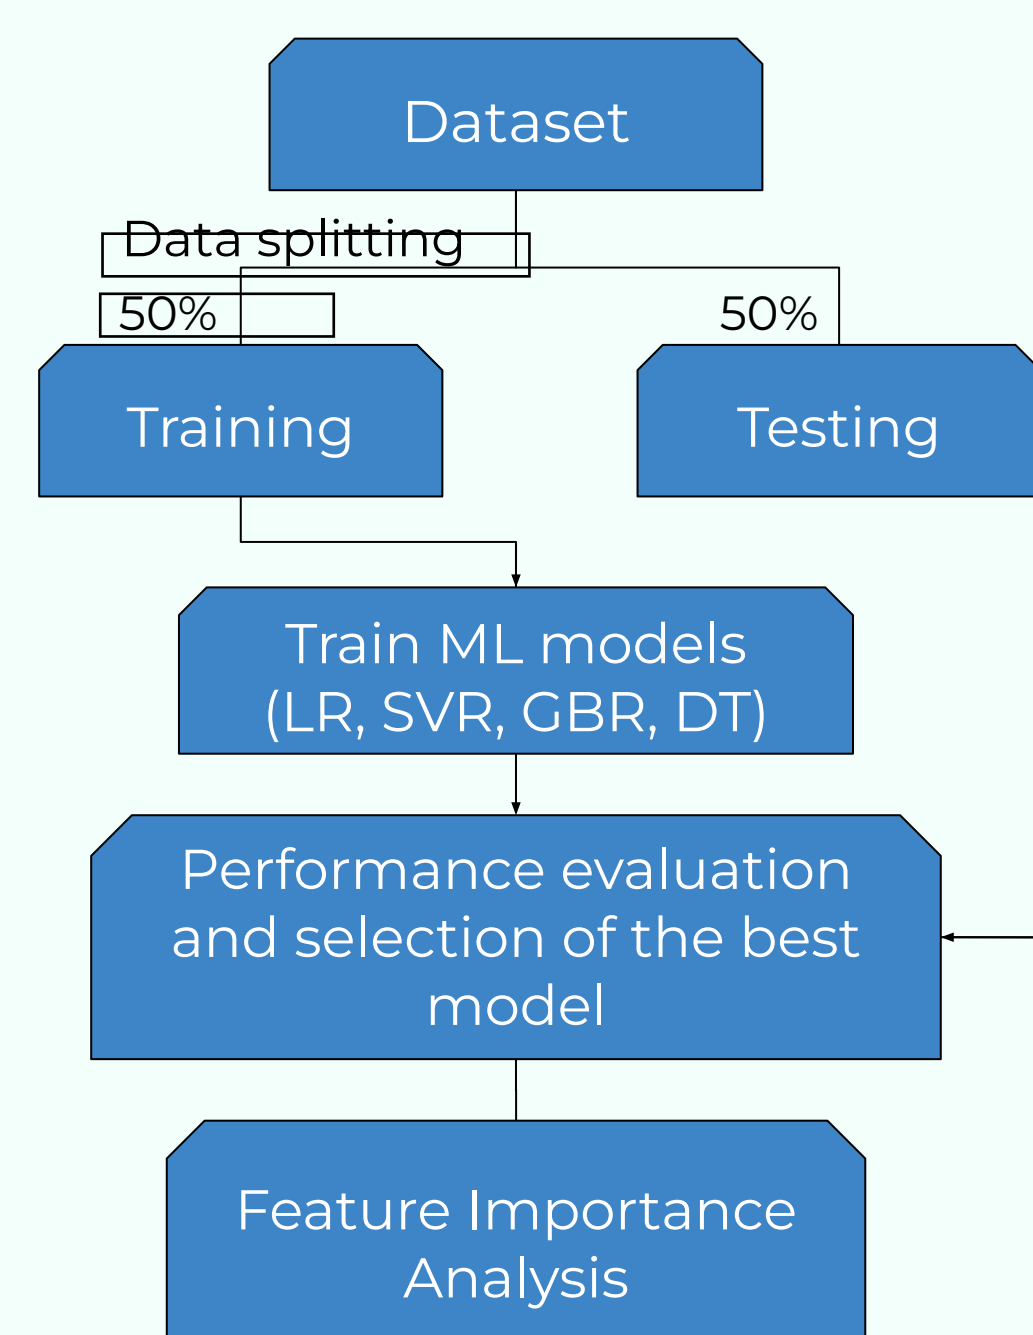 Dataset
Data splitting
50%
50%
Training
Testing
Train ML models
(LR, SVR, GBR, DT)
Performance evaluation
and selection of the best
model
Feature Importance
Analysis